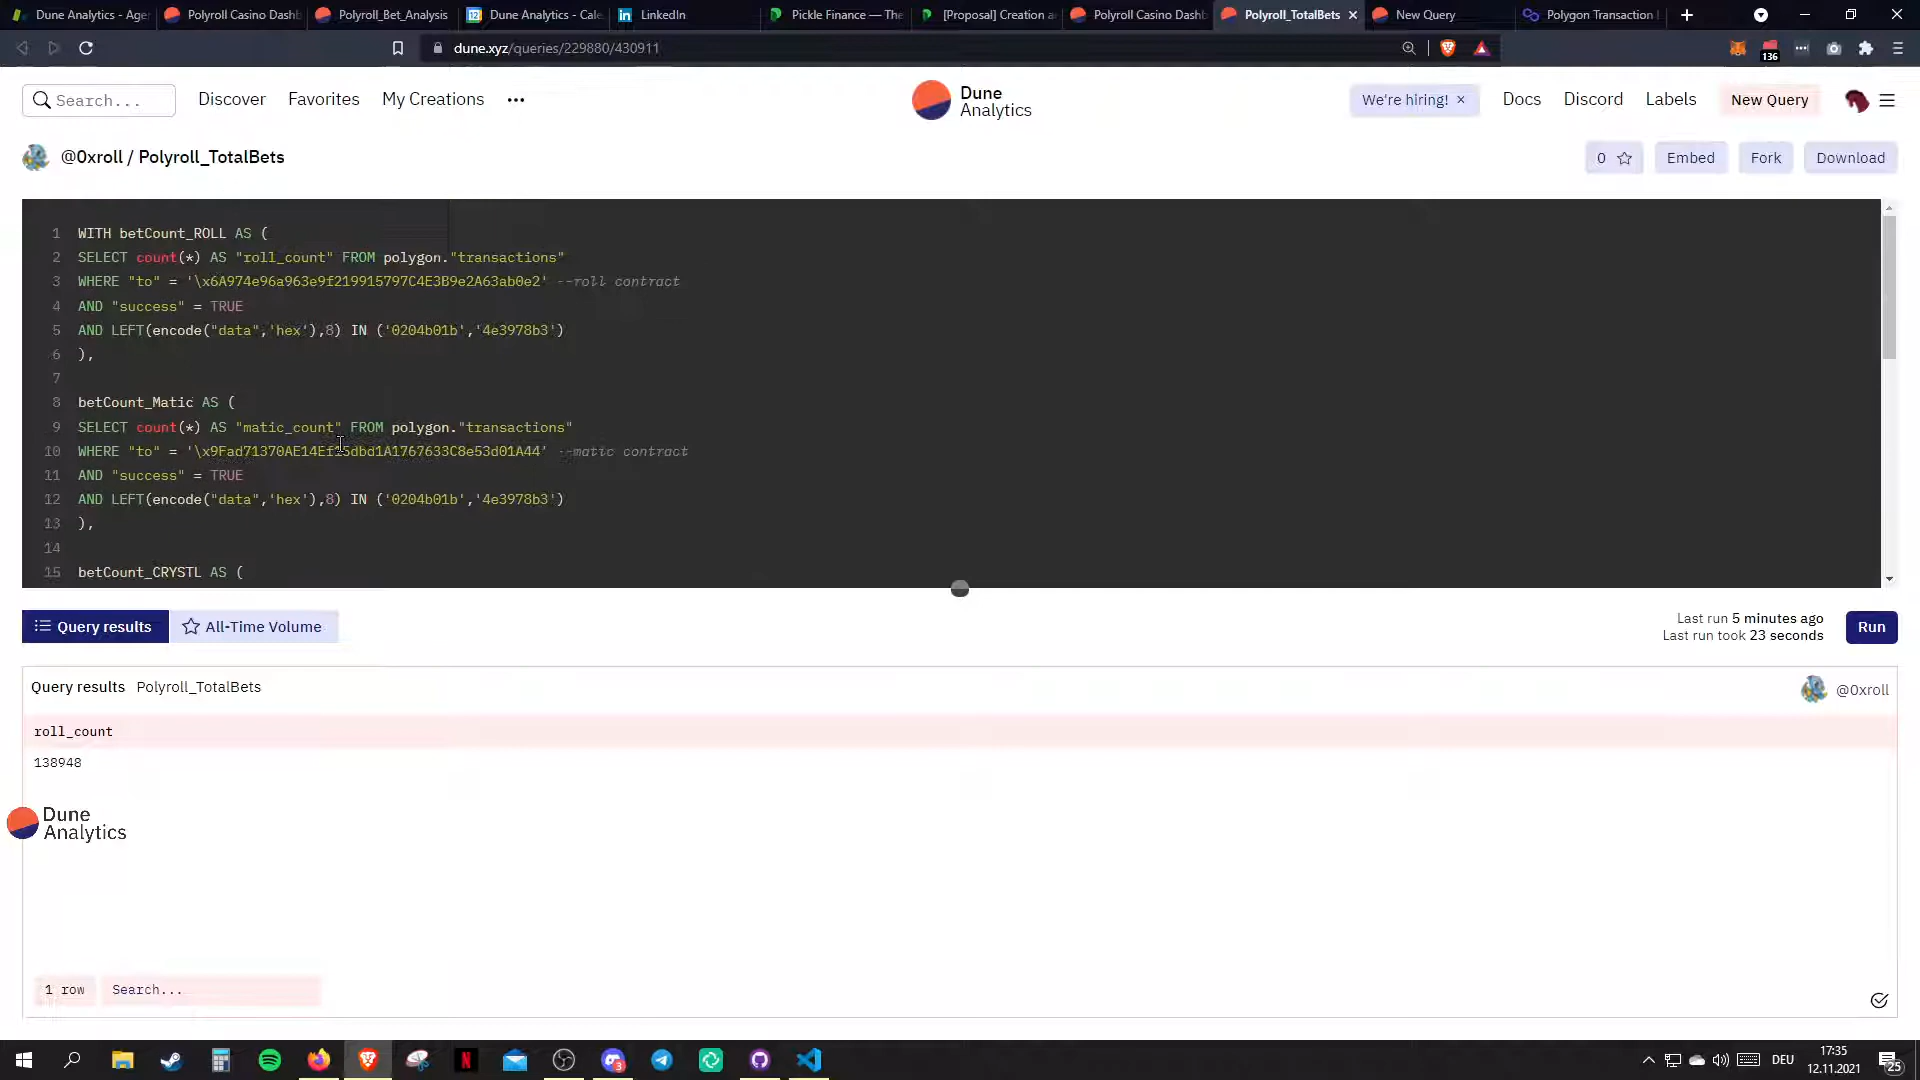 Dune Analytics - Age
Polyroll Casino Dashb
Polyroll_Bet_Analysis
Dune Analytics - Cale
LinkedIn
Pickle Finance — The
[Proposal] Creation a
Polyroll Casino Dashb
Polyroll_TotalBets
New Query
Polygon Transaction
dune.xyz/queries/229880/430911
136
Search...
Discover
Favorites
My Creations
Dune
Analytics
We're hiring! ×
Docs
Discord
Labels
New Query
@0xroll / Polyroll_TotalBets
0
Embed
Fork
Download
1 WITH betCount_ROLL AS (
2 SELECT count(*) AS "roll_count" FROM polygon."transactions"
3 WHERE "to" = '\x6A974e96a963e9f219915797C4E3B9e2A63ab0e2' --roll contract
4 AND "success" = TRUE
5 AND LEFT(encode("data",'hex'),8) IN ('0204b01b','4e3978b3')
6 ),
7
8 betCount_Matic AS (
9 SELECT count(*) AS "matic_count" FROM polygon."transactions"
10 WHERE "to" = --matic contract
11 AND "success" = TRUE
12 AND LEFT(encode("data",'hex'),8) IN ('0204b01b','4e3978b3')
13 ),
14
15 betCount_CRYSTL AS (
Query results
All-Time Volume
Last run 5 minutes ago
Last run took 23 seconds
Run
Query results Polyroll_TotalBets
@0xroll
roll_count
138948
Dune
Analytics
1 row
Search...
3
DEU
17:35
12.11.2021
25